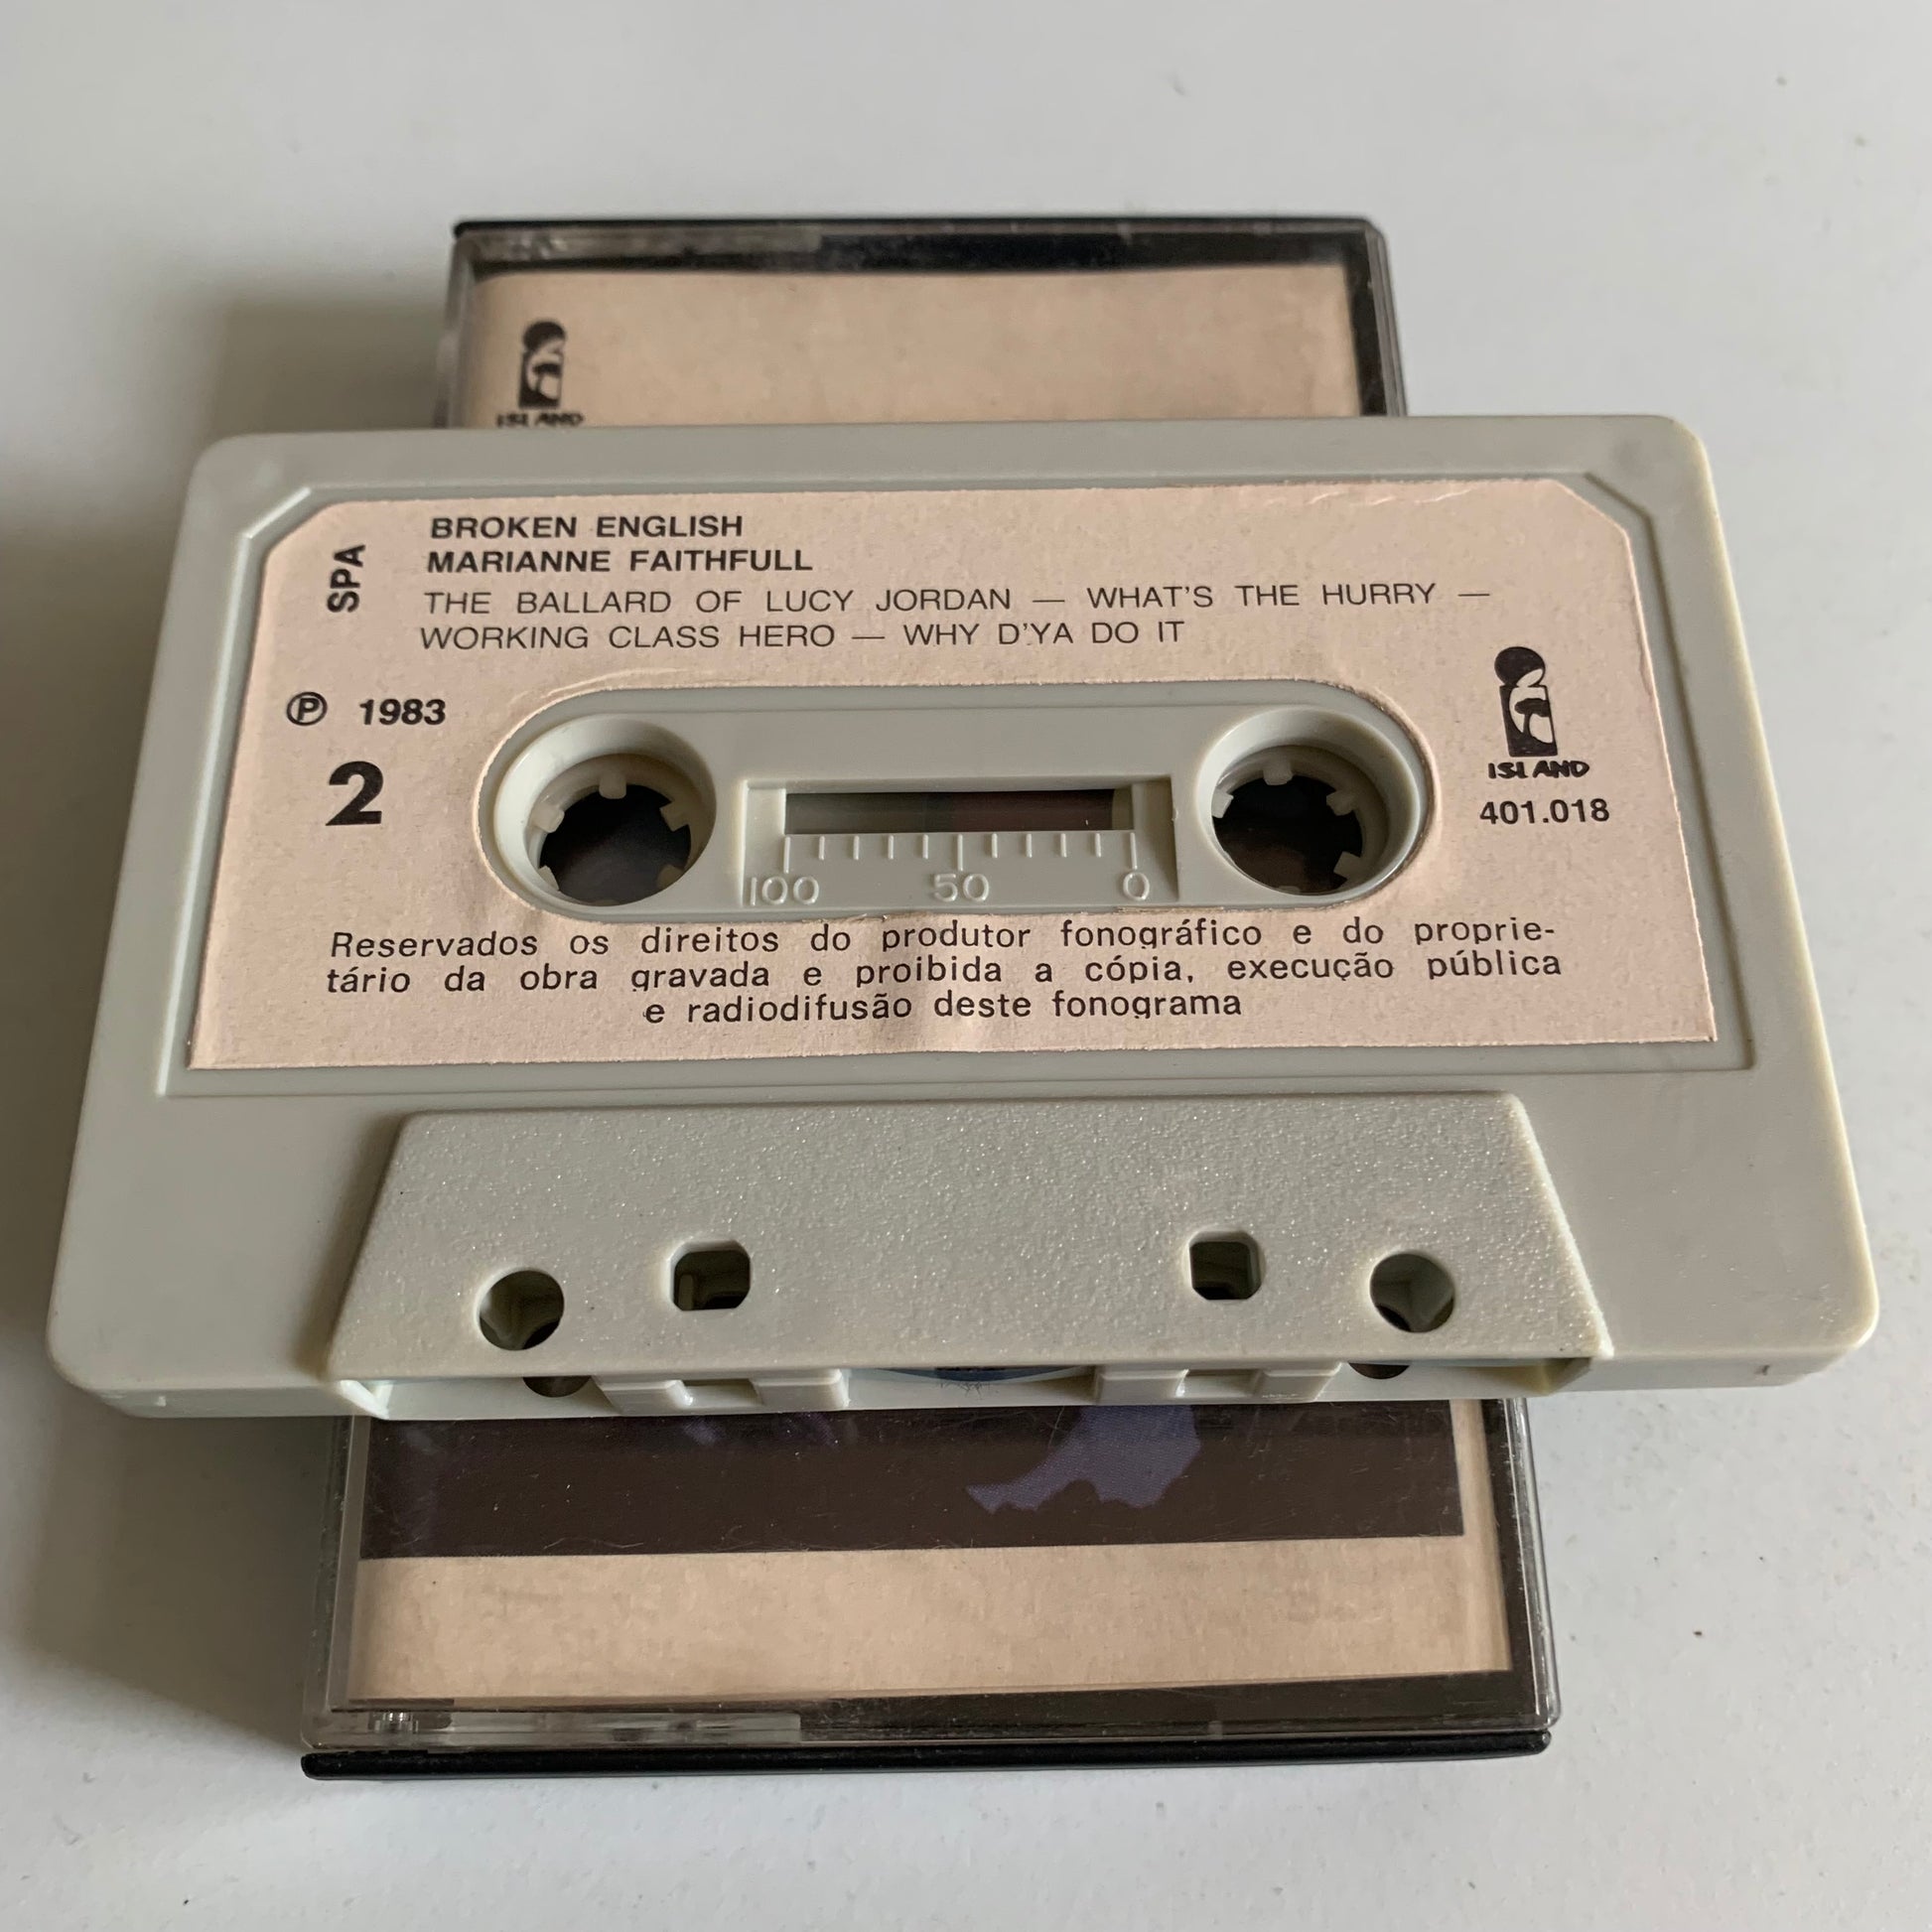 ISLAND
BROKEN ENGLISH
MARIANNE FAITHFULL
THE BALLARD OF LUCY JORDAN — WHAT'S THE HURRY —
WORKING CLASS HERO — WHY D'YA DO IT
SPA
℗ 1983
2
ISLAND
401.018
100 50 0
Reservados os direitos do produtor fonográfico e do proprie-
tário da obra gravada e proibida a cópia, execução pública
e radiodifusão deste fonograma